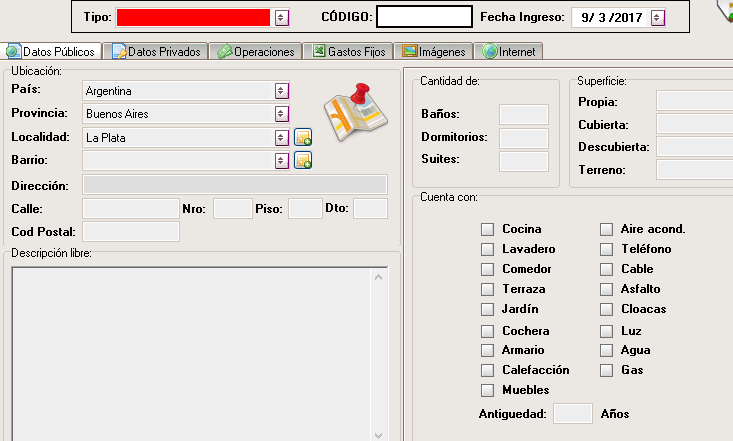 Tipo: CÓDIGO: Fecha Ingreso: 9/ 3 /2017
Datos Públicos Datos Privados Operaciones Gastos Fijos Imágenes Internet
Ubicación:
País: Argentina
Provincia: Buenos Aires
Localidad: La Plata
Barrio:
Dirección:
Calle: Nro: Piso: Dto:
Cod Postal:
Descripción libre:
Cantidad de:
Baños:
Dormitorios:
Suites:
Superficie:
Propia:
Cubierta:
Descubierta:
Terreno:
Cuenta con:
Cocina Aire acond.
Lavadero Teléfono
Comedor Cable
Terraza Asfalto
Jardín Cloacas
Cochera Luz
Armario Agua
Calefacción Gas
Muebles
Antiguedad: Años